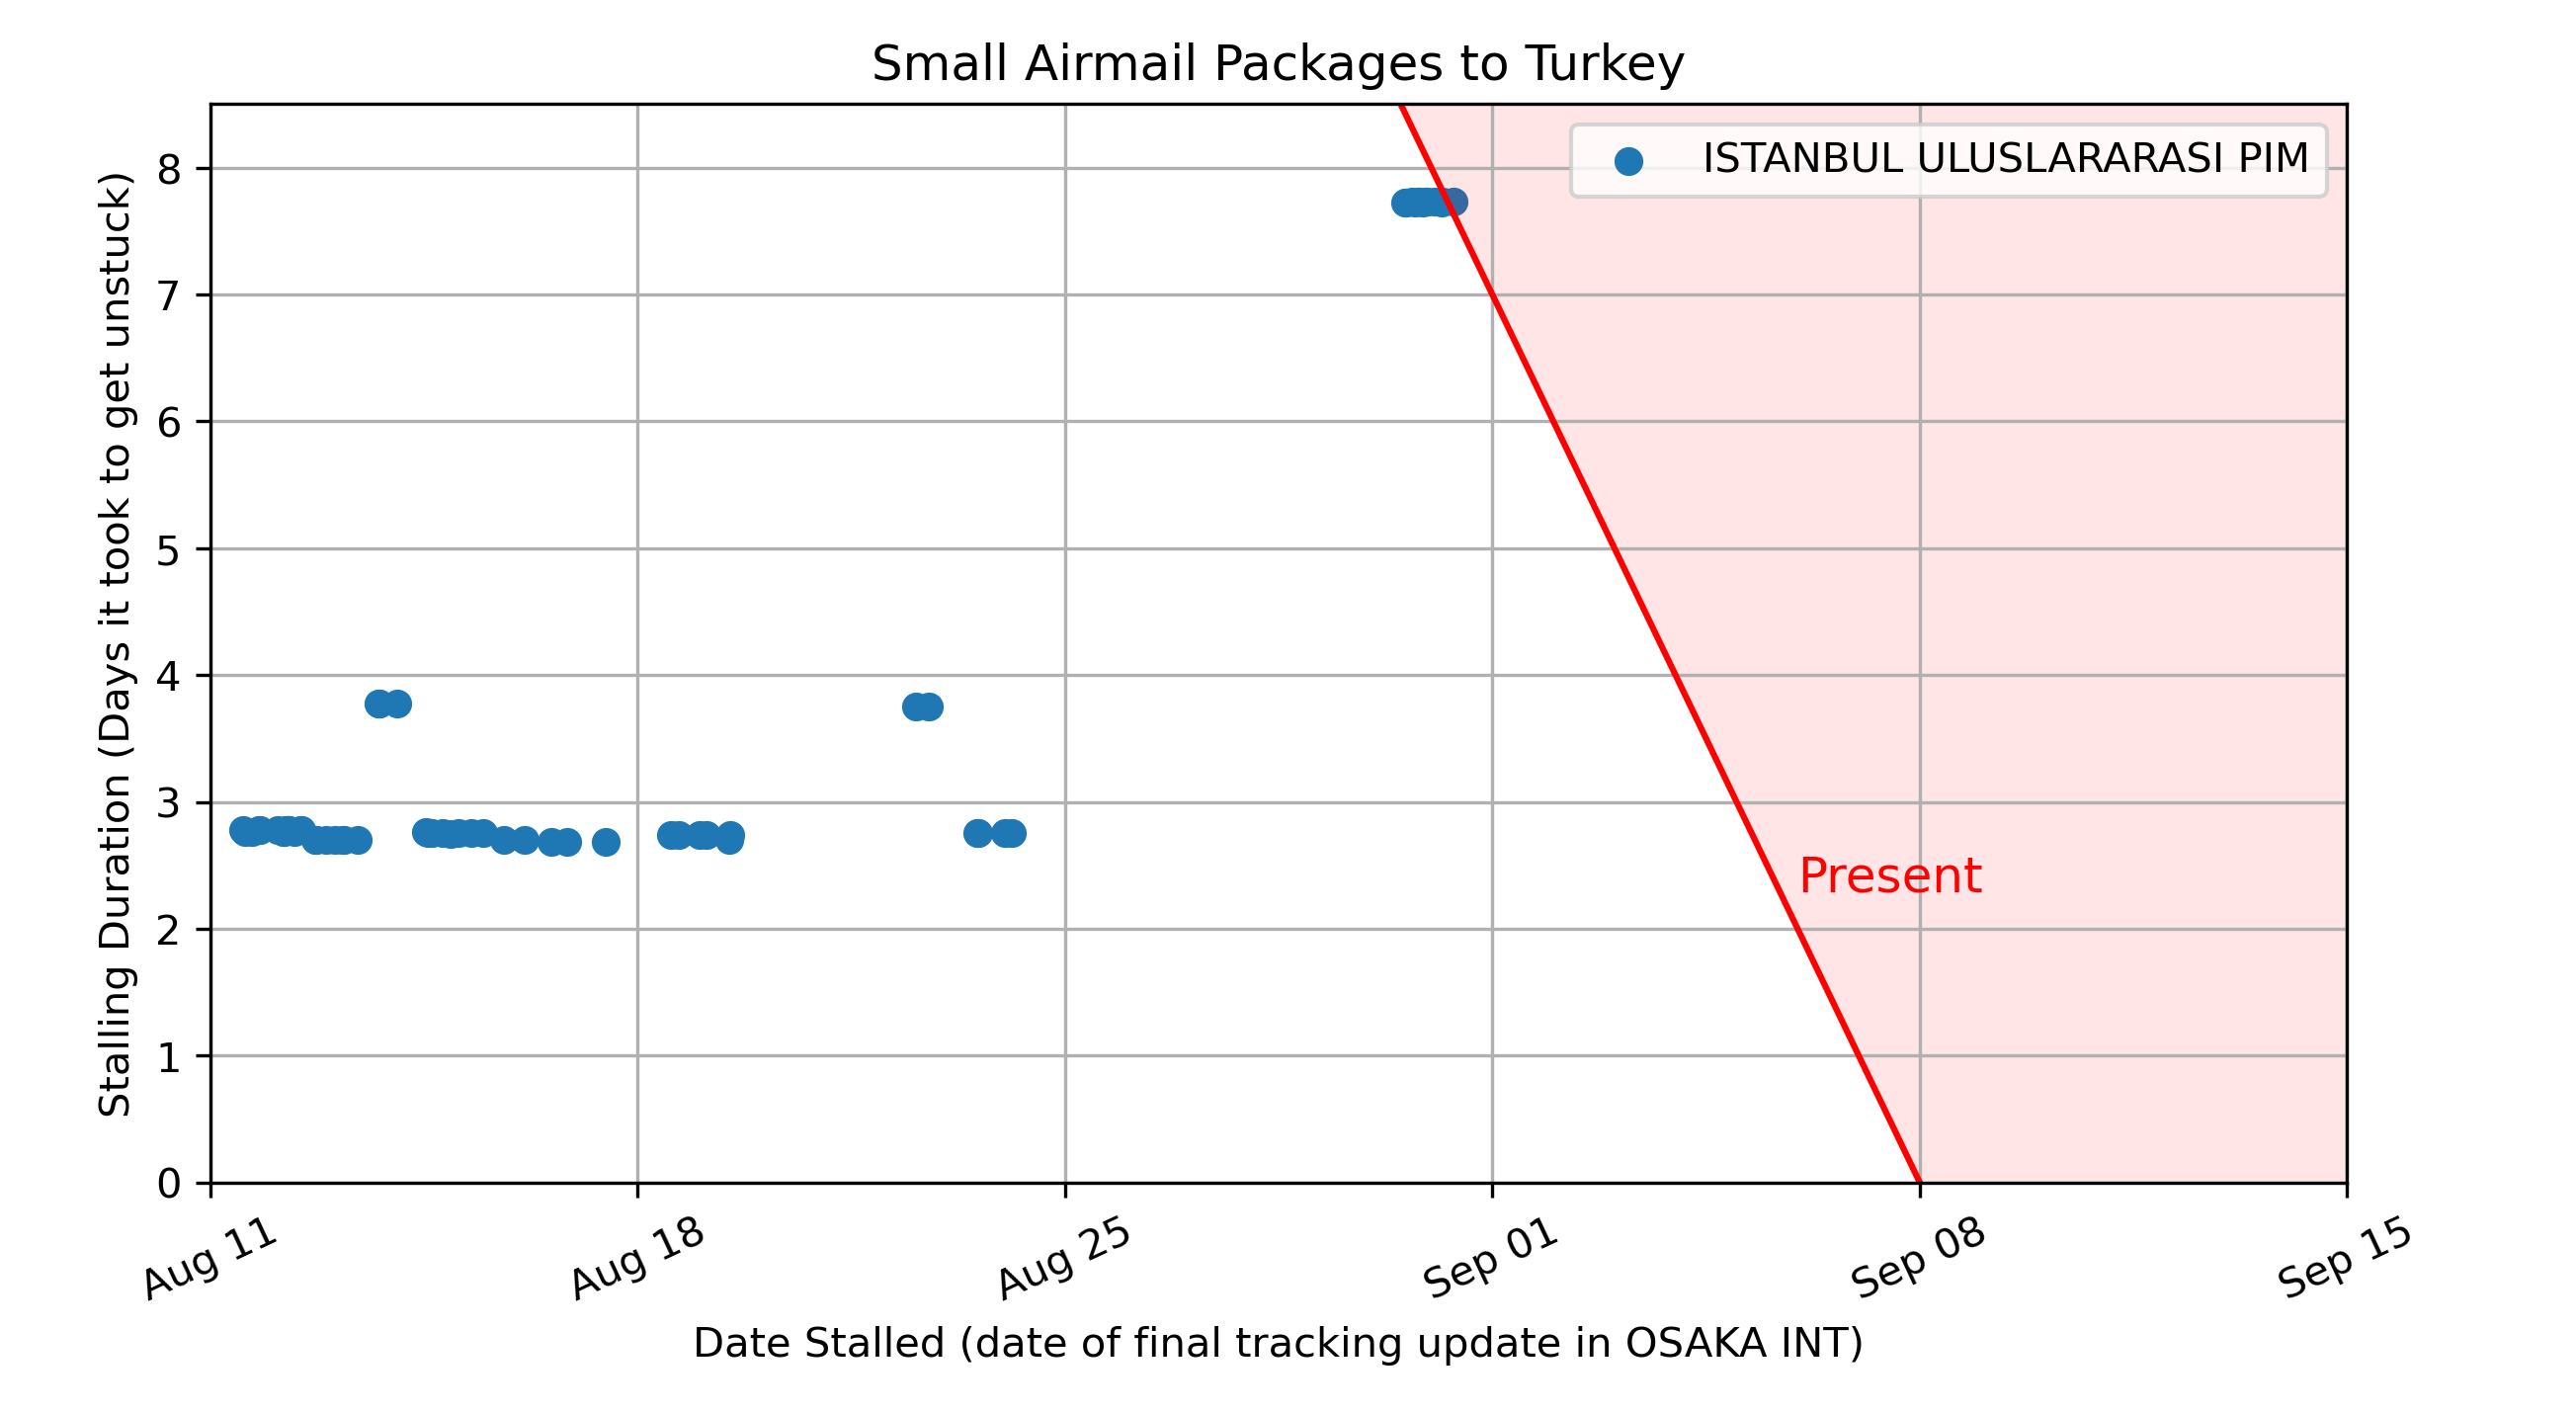 Small Airmail Packages to Turkey
ISTANBUL ULUSLARARASI PIM
Stalling Duration (Days it took to get unstuck)
8
7
6
5
4
3
2
1
0
Present
Aug 11
Aug 18
Aug 25
Sep 01
Sep 08
Sep 15
Date Stalled (date of final tracking update in OSAKA INT)